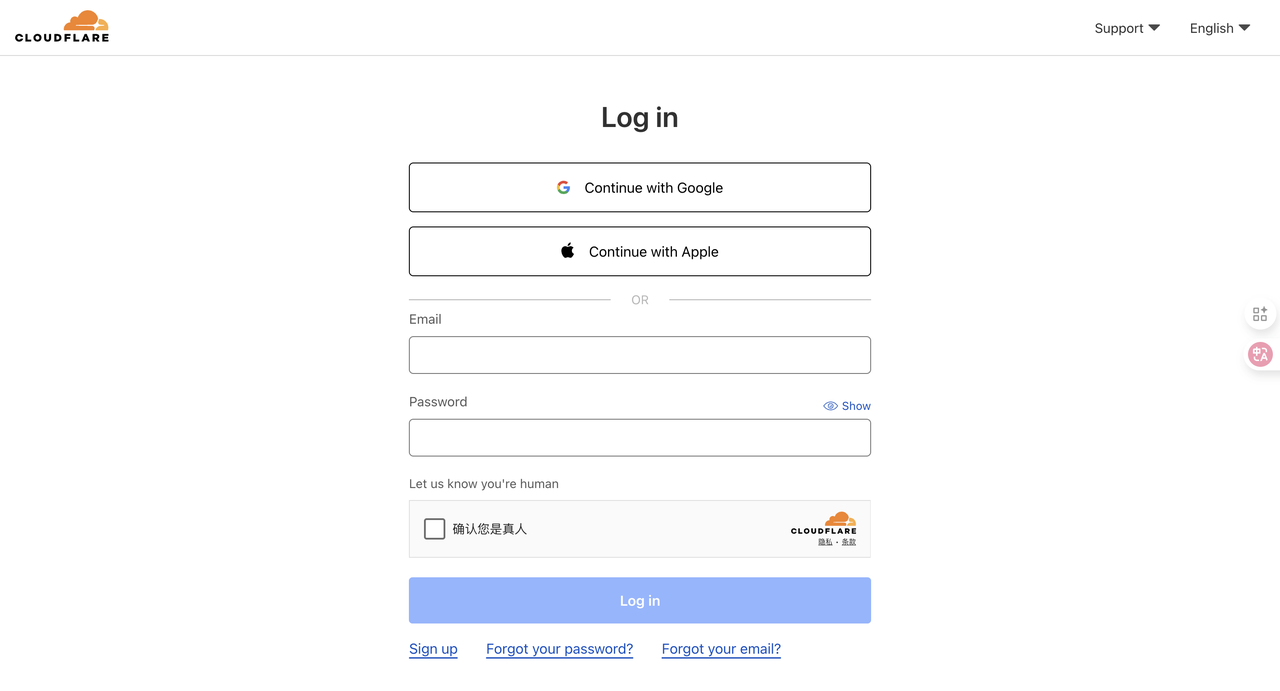 CLOUDFLARE
Support
English
Log in
Continue with Google
Continue with Apple
OR
Email
Password
Show
Let us know you're human
确认您是真人
CLOUDFLARE
隐私 • 条款
Log in
Sign up
Forgot your password?
Forgot your email?
中A